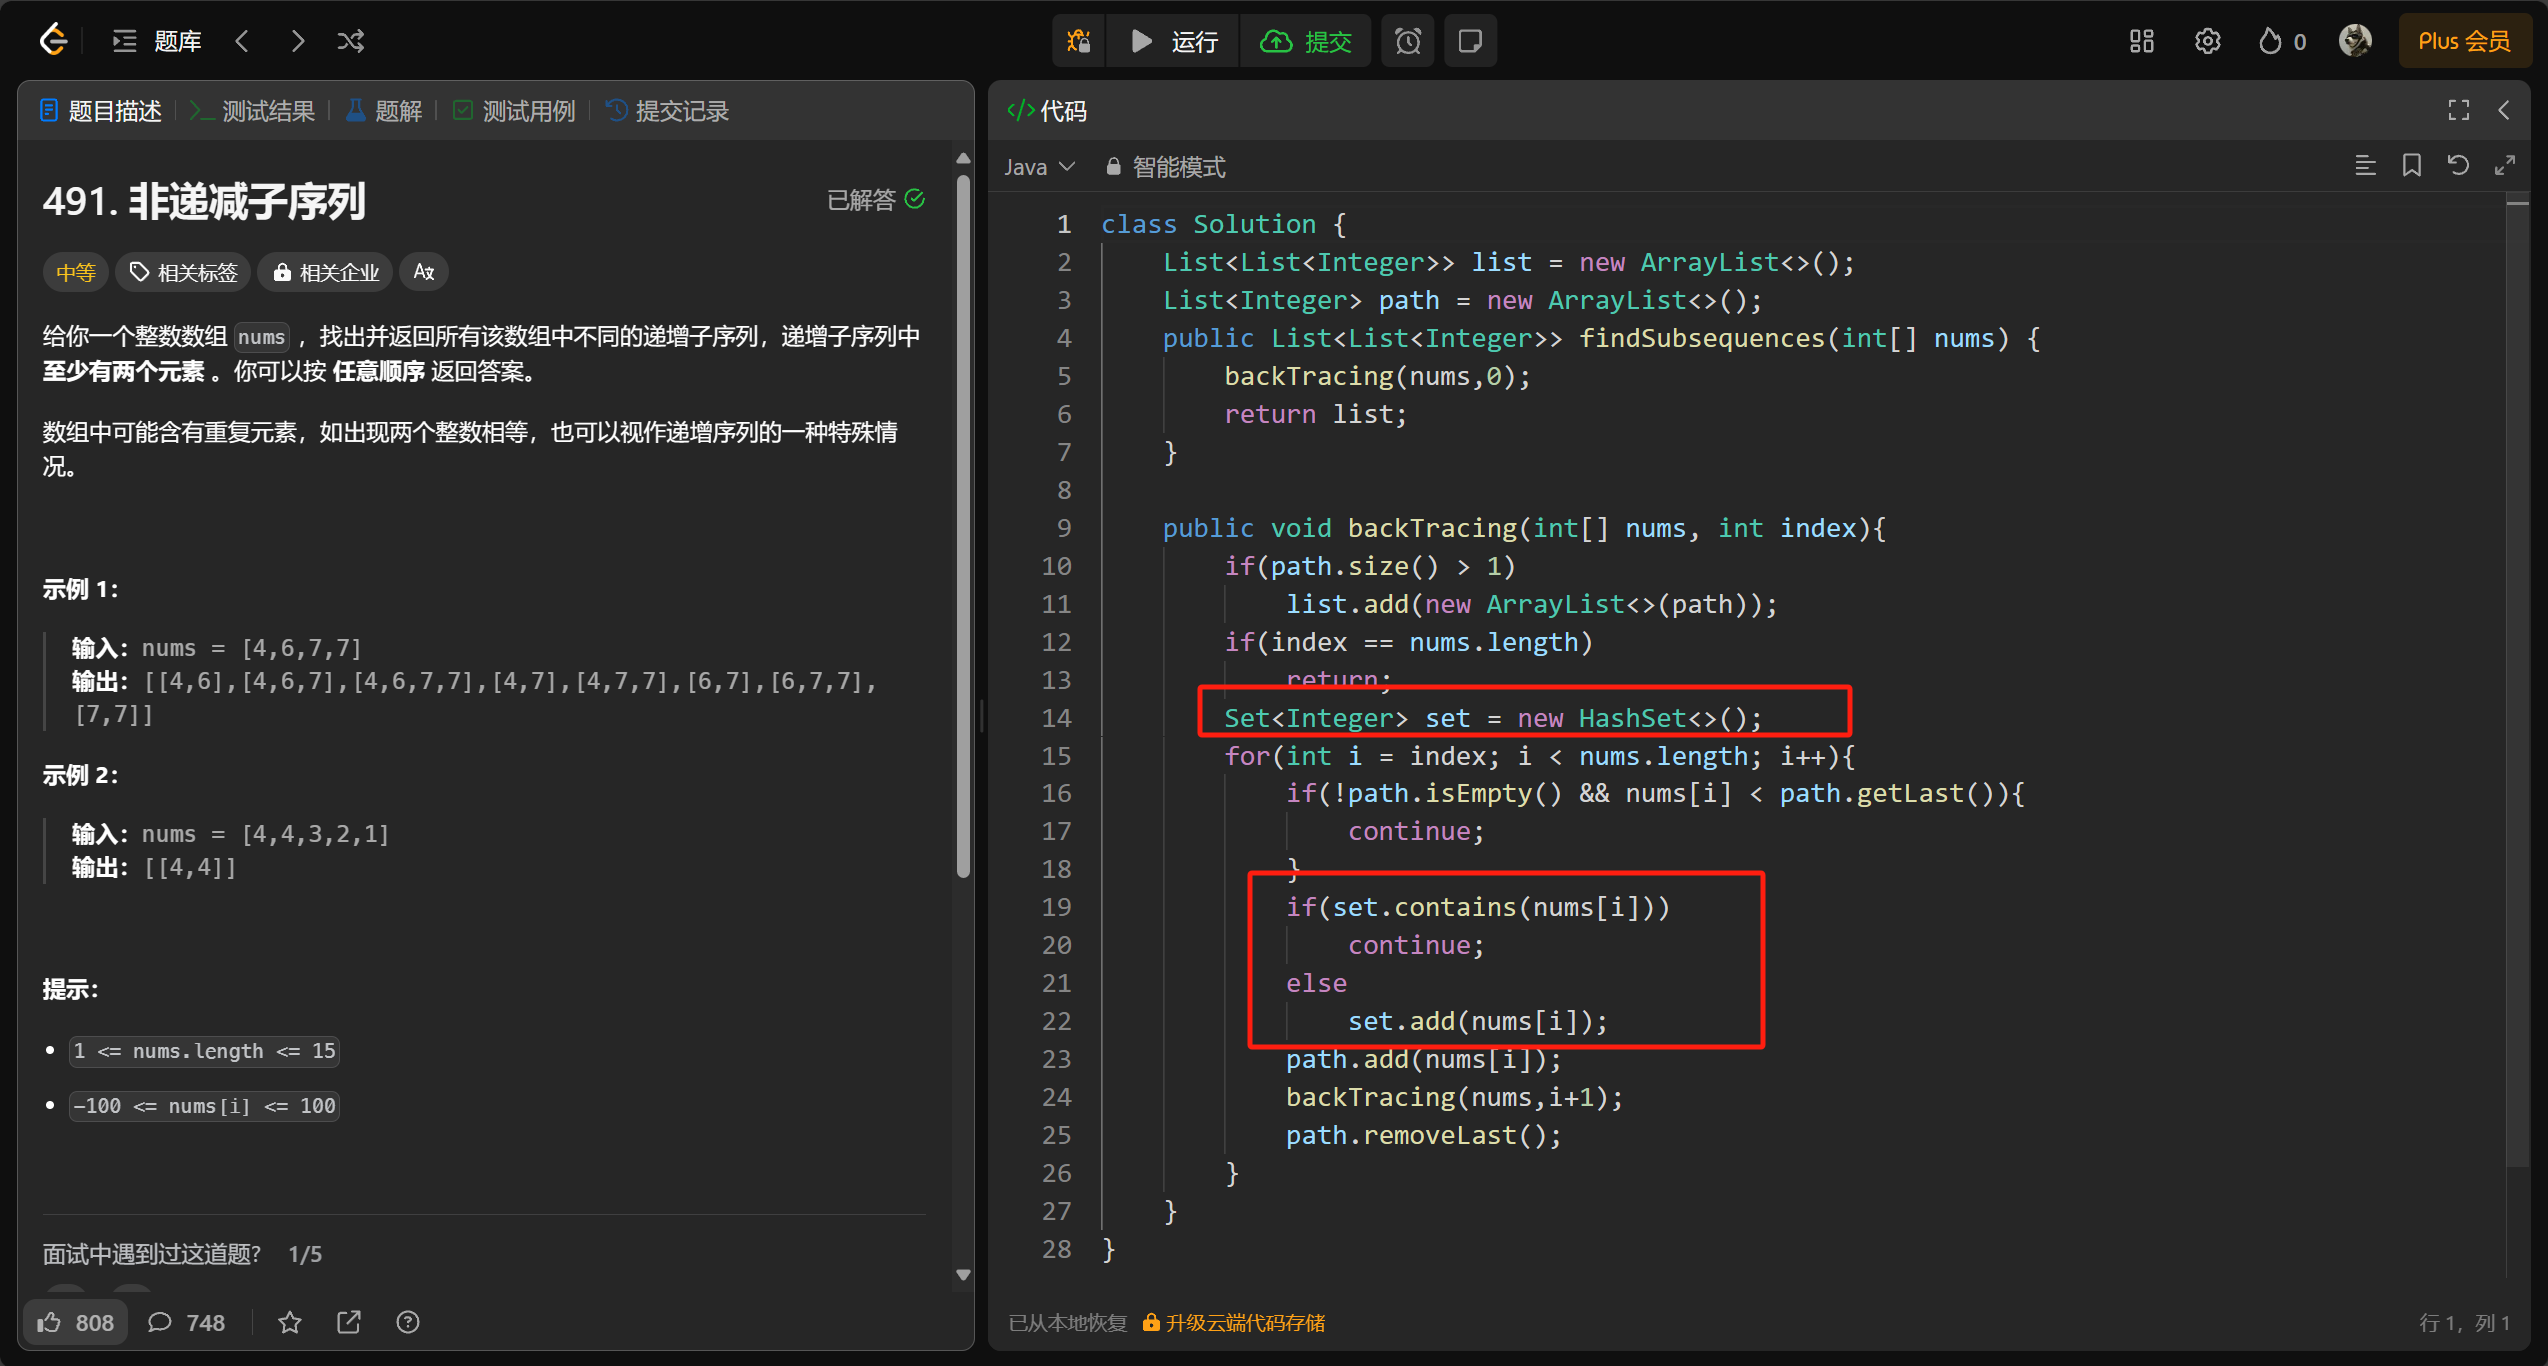 题库
运行
提交
0
Plus 会员
题目描述
测试结果
题解
测试用例
提交记录
491. 非递减子序列
已解答
中等
相关标签
相关企业
给你一个整数数组 nums ，找出并返回所有该数组中不同的递增子序列，递增子序列中
至少有两个元素 。你可以按 任意顺序 返回答案。
数组中可能含有重复元素，如出现两个整数相等，也可以视作递增序列的一种特殊情
况。
示例 1：
输入：nums = [4,6,7,7]
输出：[[4,6],[4,6,7],[4,6,7,7],[4,7],[4,7,7],[6,7],[6,7,7],
[7,7]]
示例 2：
输入：nums = [4,4,3,2,1]
输出：[[4,4]]
提示：
1 <= nums.length <= 15
-100 <= nums[i] <= 100
面试中遇到过这道题? 1/5
808
748
</>代码
Java
智能模式
1 class Solution {
2     List<List<Integer>> list = new ArrayList<>();
3     List<Integer> path = new ArrayList<>();
4     public List<List<Integer>> findSubsequences(int[] nums) {
5         backTracing(nums,0);
6         return list;
7     }
8
9     public void backTracing(int[] nums, int index){
10         if(path.size() > 1)
11             list.add(new ArrayList<>(path));
12         if(index == nums.length)
13             return;
14         Set<Integer> set = new HashSet<>();
15         for(int i = index; i < nums.length; i++){
16             if(!path.isEmpty() && nums[i] < path.getLast()){
17                 continue;
18             }
19             if(set.contains(nums[i]))
20                 continue;
21             else
22                 set.add(nums[i]);
23             path.add(nums[i]);
24             backTracing(nums,i+1);
25             path.removeLast();
26         }
27     }
28 }
已从本地恢复
升级云端代码存储
行 1，列 1